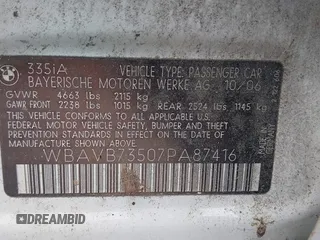 335iA VEHICLE TYPE: PASSENGER CAR
BAYERISCHE MOTOREN WERKE AG 10/06
GVWR 4663 lbs 2115 kg
GAWR FRONT 2238 lbs 1015 kg REAR 2524 lbs 1145 kg
THIS VEHICLE CONFORMS TO ALL APPLICABLE
FEDERAL MOTOR VEHICLE SAFETY, BUMPER, AND
THEFT PREVENTION STANDARDS IN EFFECT ON THE
DATE OF MANUFACTURE SHOWN ABOVE.
WBAVB73507PA87416
DREAMBID